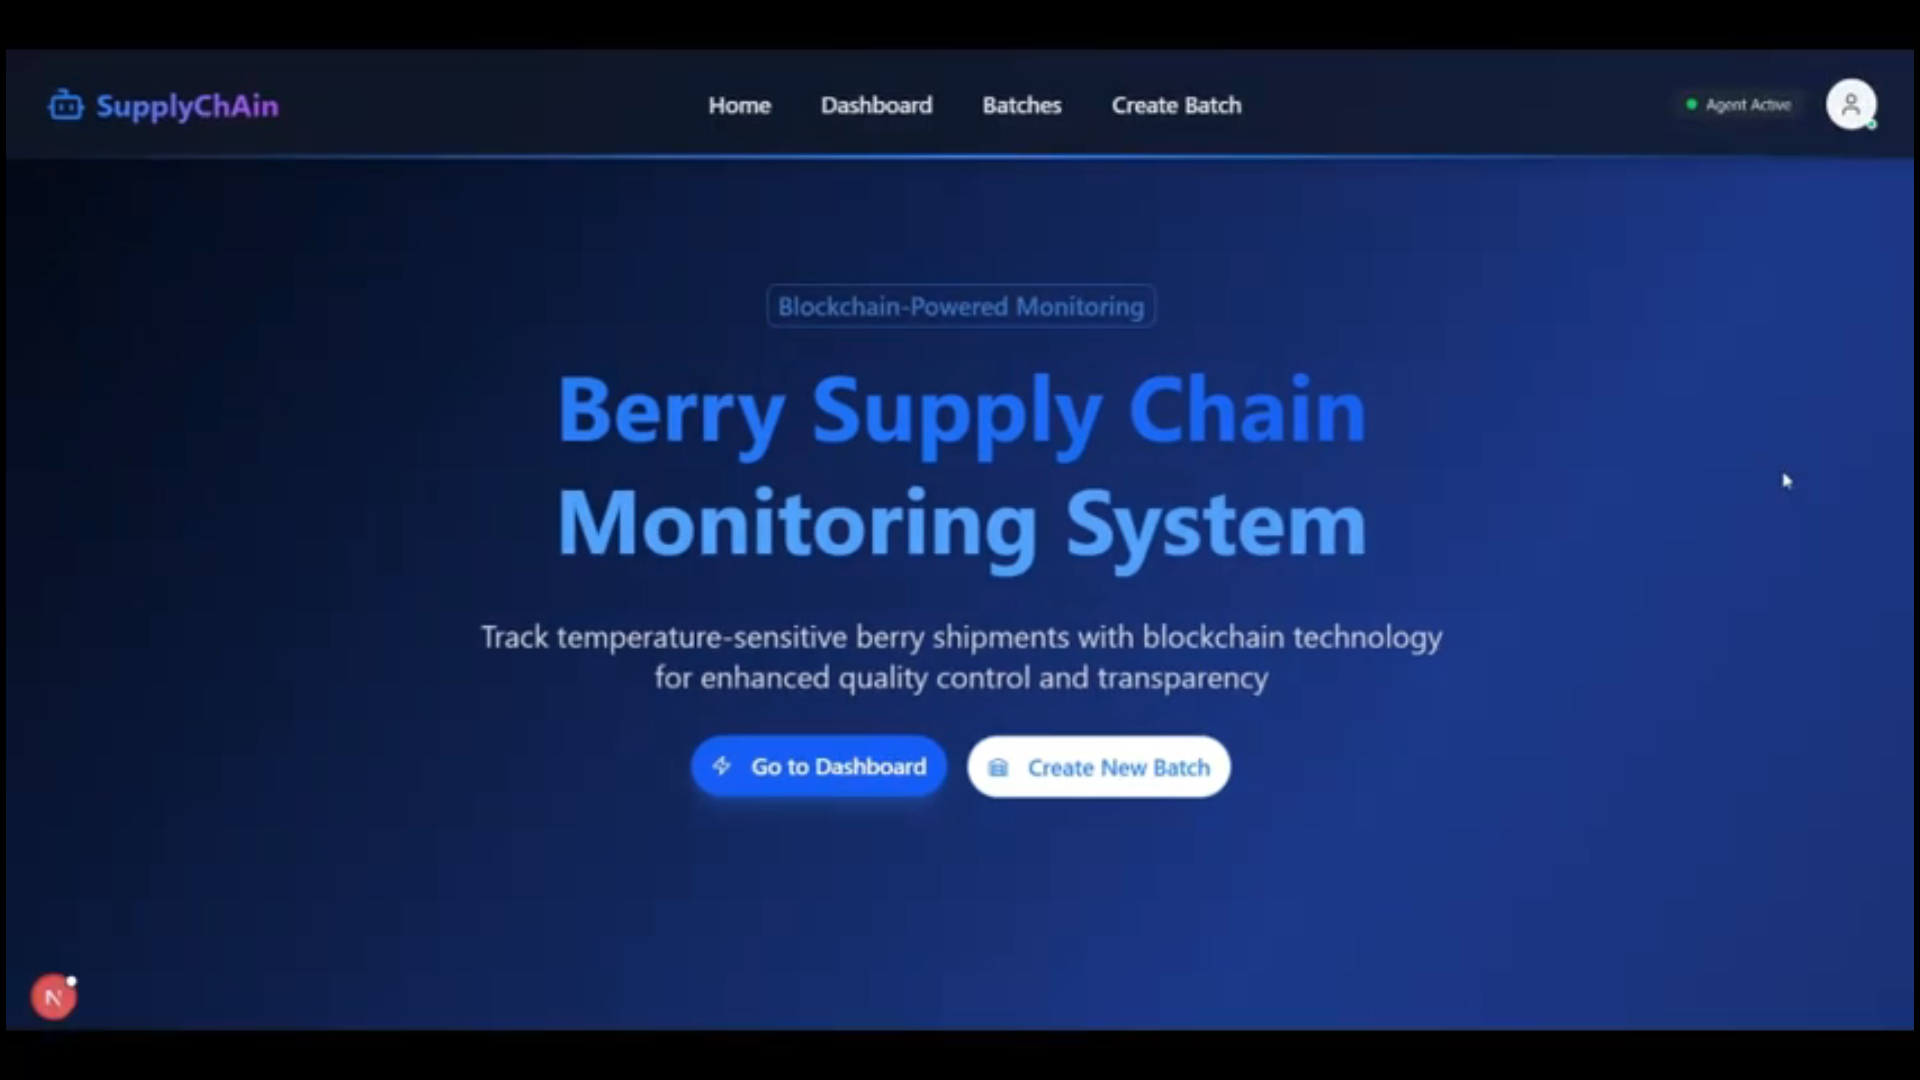 SupplyChAin
Home
Dashboard
Batches
Create Batch
Agent Active
Blockchain-Powered Monitoring
Berry Supply Chain
Monitoring System
Track temperature-sensitive berry shipments with blockchain technology
for enhanced quality control and transparency
Go to Dashboard
Create New Batch
N